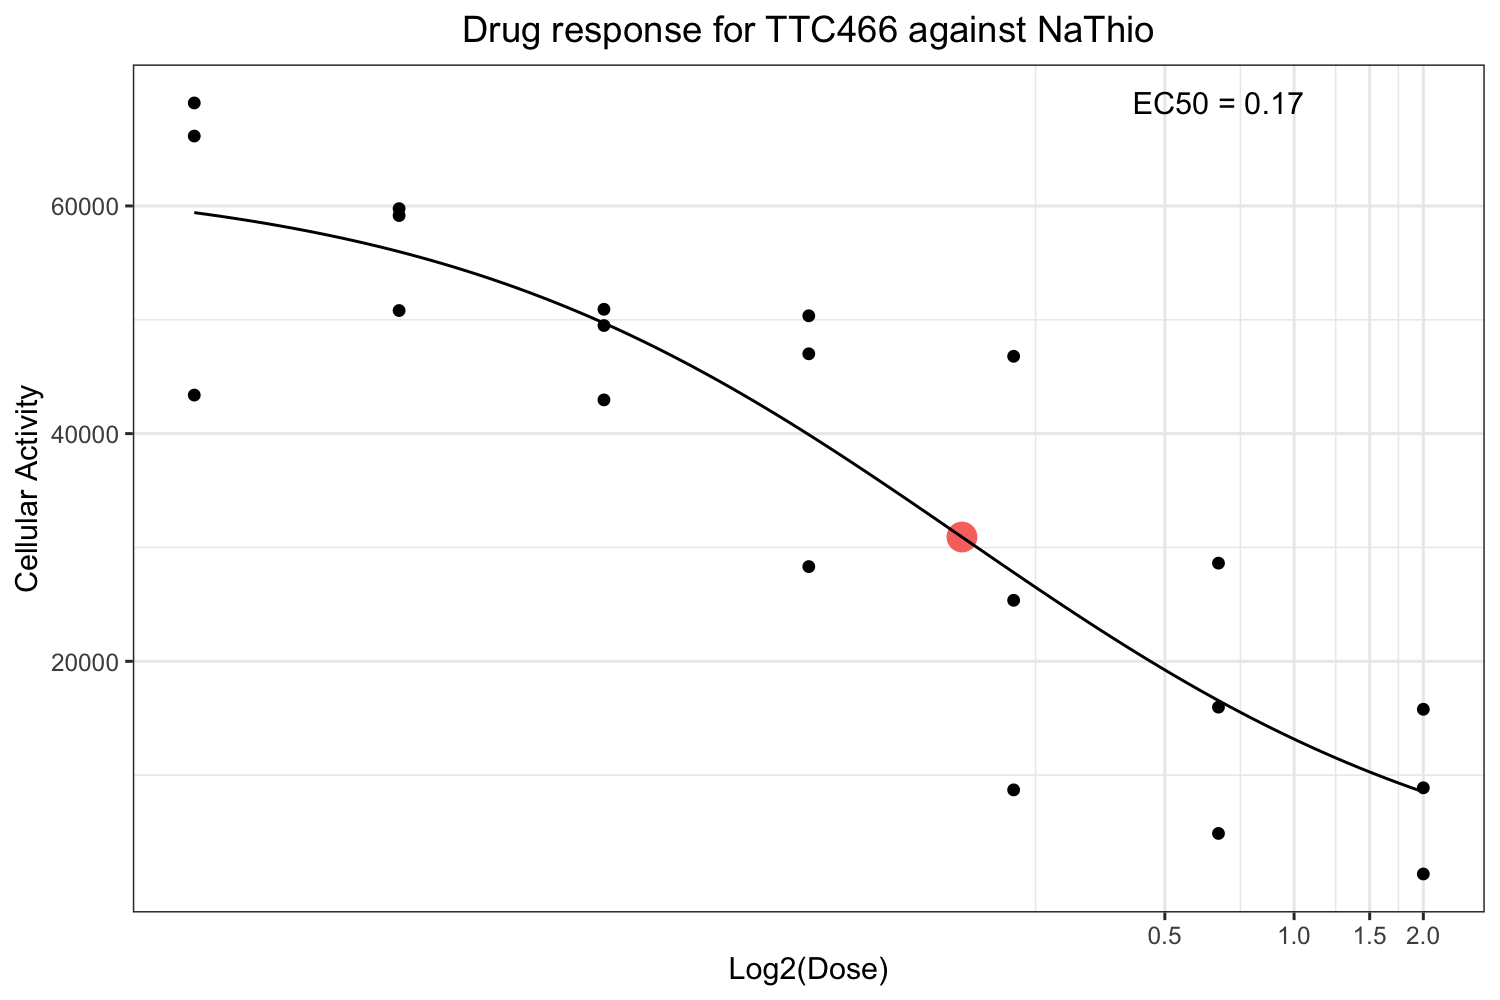 Drug response for TTC466 against NaThio
EC50 = 0.17
60000
40000
20000
Cellular Activity
0.5 1.0 1.5 2.0
Log2(Dose)